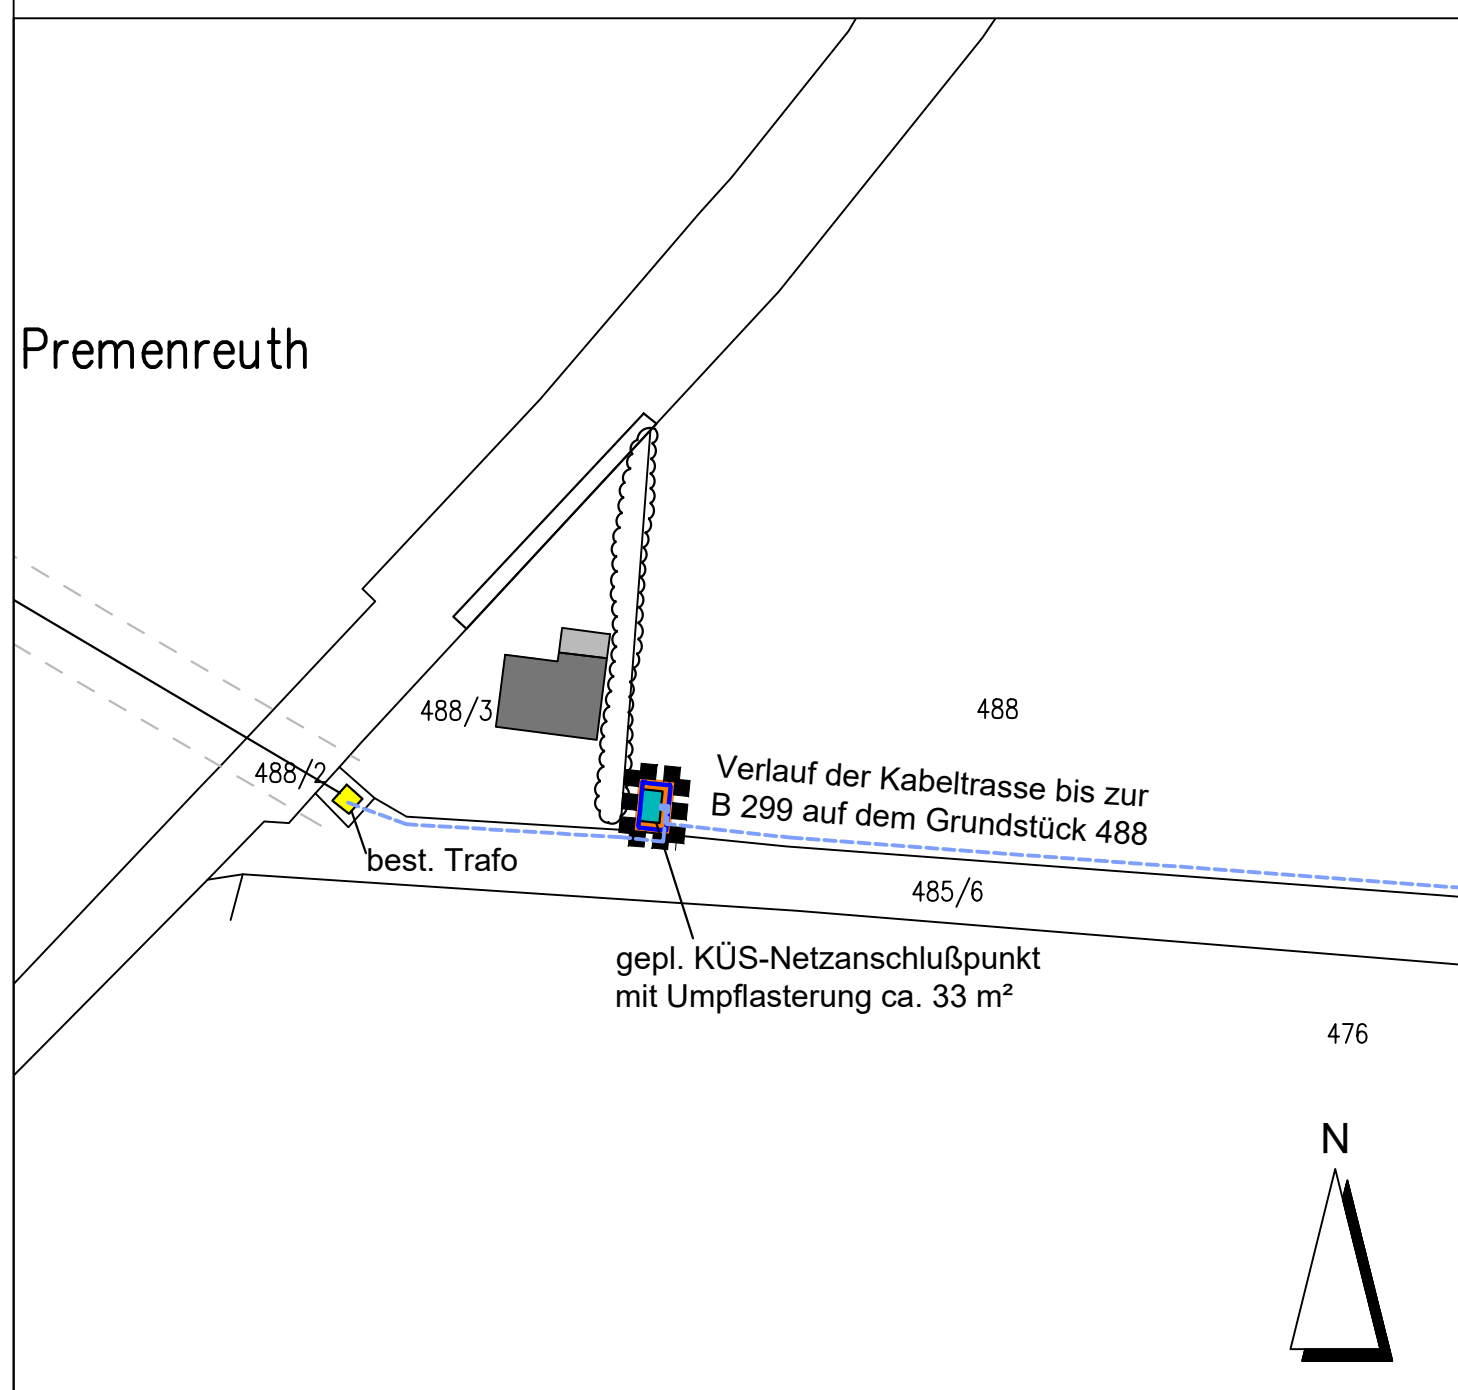 Premenreuth
488/3
488
488/2
Verlauf der Kabeltrasse bis zur
B 299 auf dem Grundstück 488
best. Trafo
485/6
gepl. KÜS-Netzanschlußpunkt
mit Umpflasterung ca. 33 m²
476
N